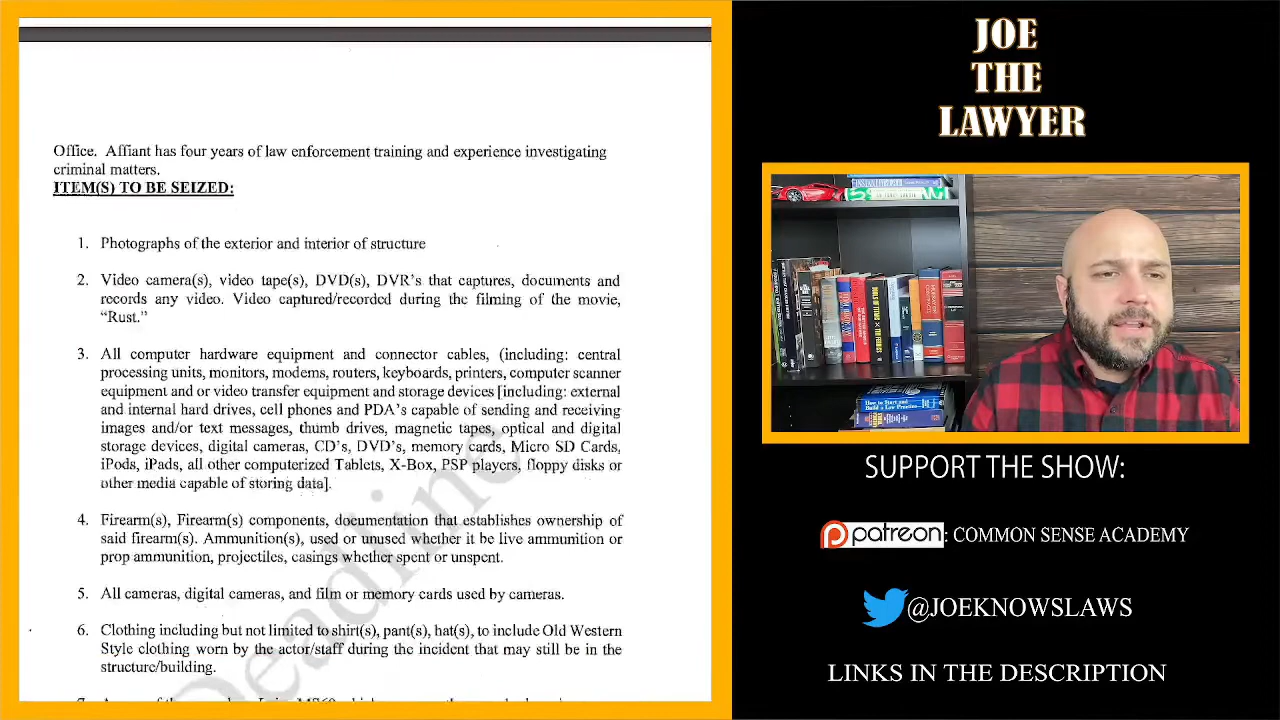 Office. Affiant has four years of law enforcement training and experience investigating
criminal matters.
ITEM(S) TO BE SEIZED:
1. Photographs of the exterior and interior of structure
2. Video camera(s), video tape(s), DVD(s), DVR's that captures, documents and
records any video. Video captured/recorded during the filming of the movie,
"Rust."
3. All computer hardware equipment and connector cables, (including: central
processing units, monitors, modems, routers, keyboards, printers, computer scanner
equipment and or video transfer equipment and storage devices [including: external
and internal hard drives, cell phones and PDA's capable of sending and receiving
images and/or text messages, thumb drives, magnetic tapes, optical and digital
storage devices, digital cameras, CD's, DVD's, memory cards, Micro SD Cards,
iPods, iPads, all other computerized Tablets, X-Box, PSP players, floppy disks or
other media capable of storing data].
4. Firearm(s), Firearm(s) components, documentation that establishes ownership of
said firearm(s). Ammunition(s), used or unused whether it be live ammunition or
prop ammunition, projectiles, casings whether spent or unspent.
5. All cameras, digital cameras, and film or memory cards used by cameras.
6. Clothing including but not limited to shirt(s), pant(s), hat(s), to include Old Western
Style clothing worn by the actor/staff during the incident that may still be in the
structure/building.
Deadline
JOE
THE
LAWYER
How to Start and
Build a Law Practice
SUPPORT THE SHOW:
patreon: COMMON SENSE ACADEMY
@JOEKNOWSLAWS
LINKS IN THE DESCRIPTION